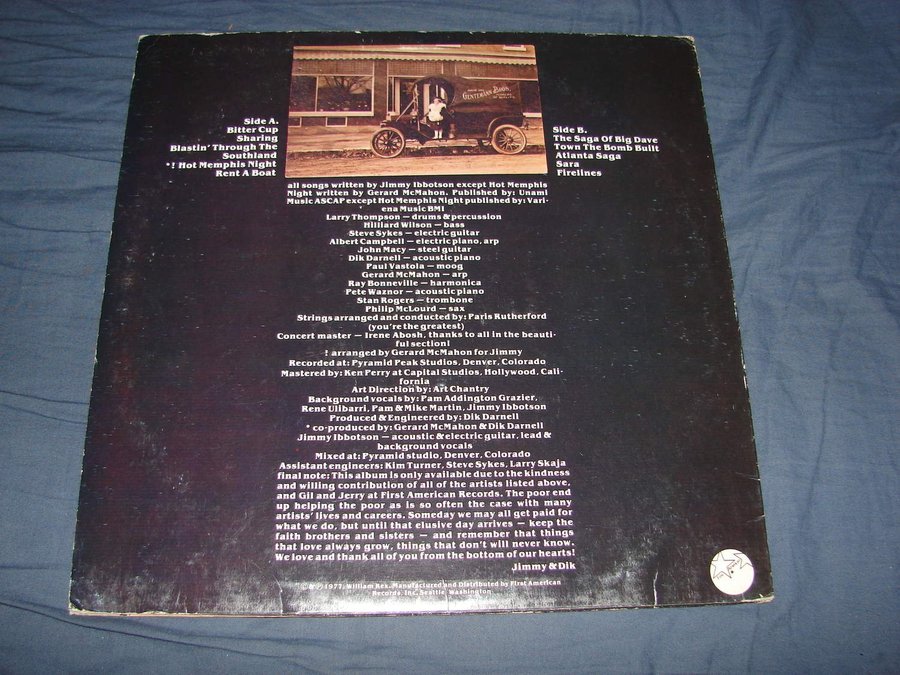 GENTEMANN BROS.
Side A.
Bitter Cup
Sharing
Blastin' Through The
Southland
*! Hot Memphis Night
Rent A Boat
Side B.
The Saga Of Big Dave
Town The Bomb Built
Atlanta Saga
Sara
Firelines
all songs written by Jimmy Ibbotson except Hot Memphis
Night written by Gerard McMahon. Published by: Unami
Music ASCAP except Hot Memphis Night published by: Vari-
ena Music BMI
Larry Thompson — drums & percussion
Hilliard Wilson — bass
Steve Sykes — electric guitar
Albert Campbell — electric piano, arp
John Macy — steel guitar
Dik Darnell — acoustic piano
Paul Vastola — moog
Gerard McMahon — arp
Ray Bonneville — harmonica
Pete Waznor — acoustic piano
Stan Rogers — trombone
Philip McLourd — sax
Strings arranged and conducted by: Paris Rutherford
(you're the greatest)
Concert master — Irene Abosh, thanks to all in the beauti-
ful section!
! arranged by Gerard McMahon for Jimmy
Recorded at: Pyramid Peak Studios, Denver, Colorado
Mastered by: Ken Perry at Capital Studios, Hollywood, Cali-
fornia
Art Direction by: Art Chantry
Background vocals by: Pam Addington Grazier,
Rene Ulibarri, Pam & Mike Martin, Jimmy Ibbotson
Produced & Engineered by: Dik Darnell
* co-produced by: Gerard McMahon & Dik Darnell
Jimmy Ibbotson — acoustic & electric guitar, lead &
background vocals
Mixed at: Pyramid studio, Denver, Colorado
Assistant engineers: Kim Turner, Steve Sykes, Larry Skaja
final note: This album is only available due to the kindness
and willing contribution of all of the artists listed above,
and Gil and Jerry at First American Records. The poor end
up helping the poor as is so often the case with many
artists' lives and careers. Someday we may all get paid for
what we do, but until that elusive day arrives — keep the
faith brothers and sisters — and remember that things
that love always grow, things that don't will never know.
We love and thank all of you from the bottom of our hearts!
Jimmy & Dik
© & ℗ 1977, William Rex. Manufactured and Distributed by First American
Records, Inc. Seattle, Washington